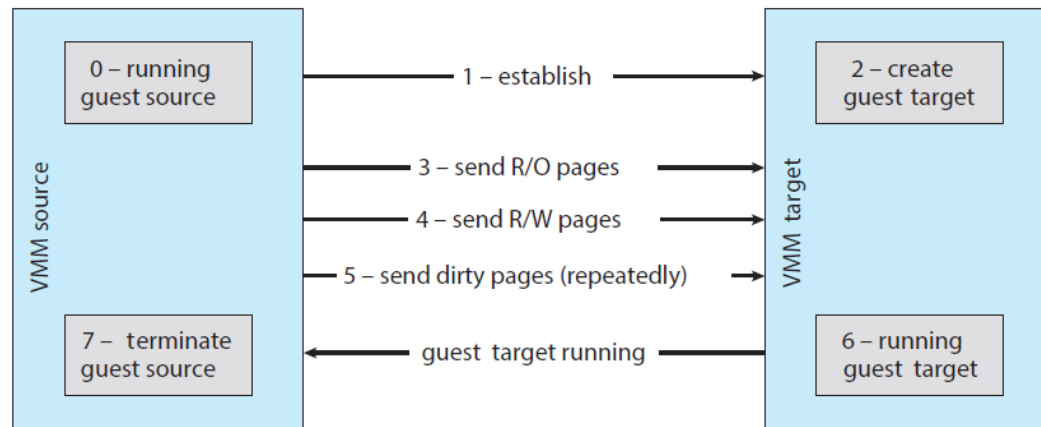 0 – running
guest source
1 – establish
2 – create
guest target
VMM source
3 – send R/O pages
4 – send R/W pages
5 – send dirty pages (repeatedly)
VMM target
7 – terminate
guest source
guest target running
6 – running
guest target